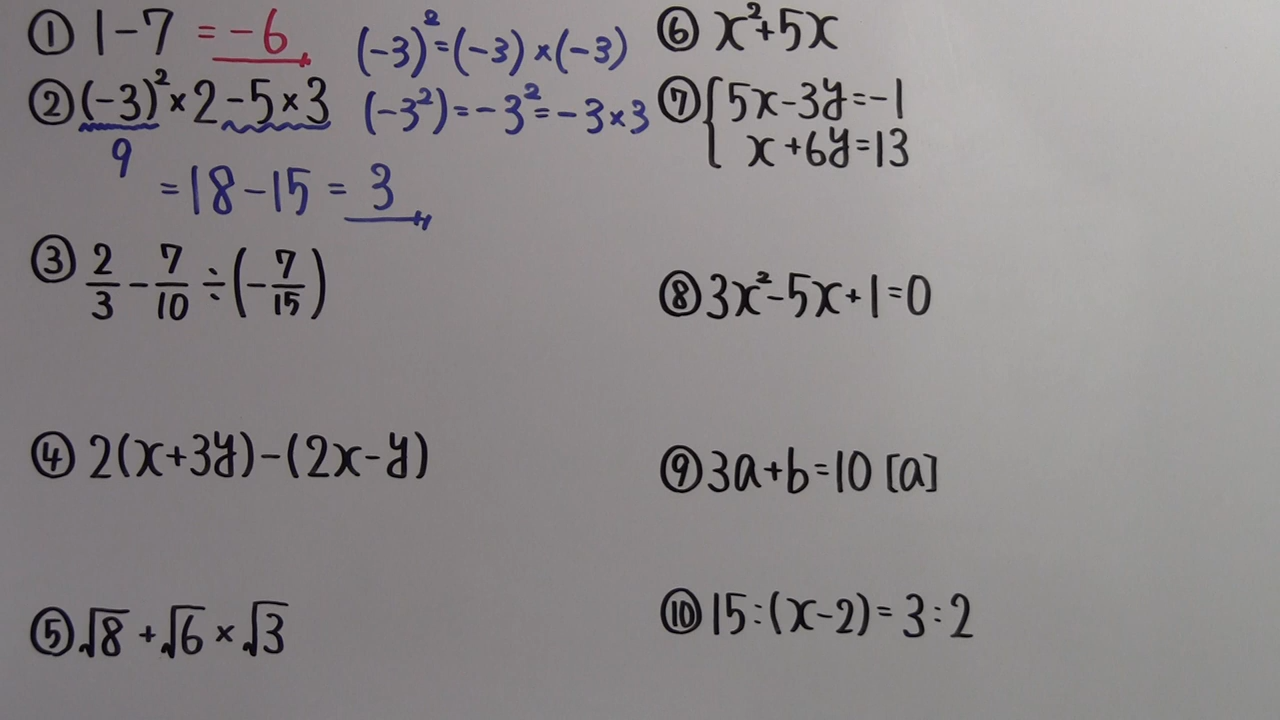 ① 1-7 = -6
② (-3)²×2-5×3
9
=18-15 = 3
(-3)²=(-3)×(-3)
(-3²)=-3²=-3×3
③ 2/3 - 7/10 ÷ (-7/15)
④ 2(x+3y)-(2x-y)
⑤ √8+√6×√3
⑥ x²+5x
⑦ { 5x-3y=-1
x+6y=13
⑧ 3x²-5x+1=0
⑨ 3a+b=10 [a]
⑩ 15:(x-2)=3:2